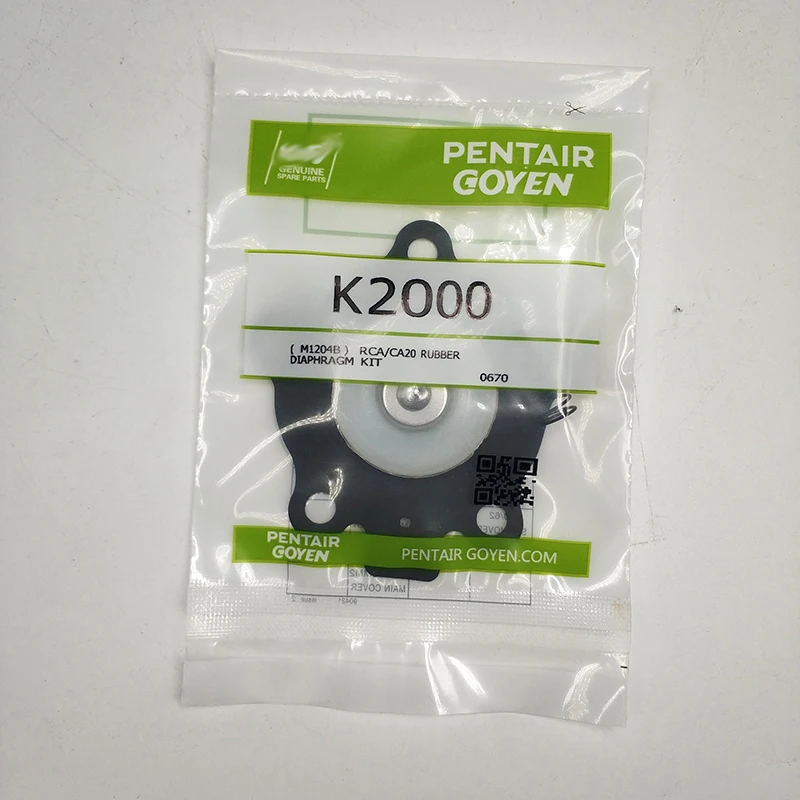 GENUINE
SPARE PARTS
PENTAIR
GOYEN
K2000
( M1204B ) RCA/CA20 RUBBER
DIAPHRAGM KIT
0670
PENTAIR
GOYEN
PENTAIR GOYEN.COM
MAIN COVER